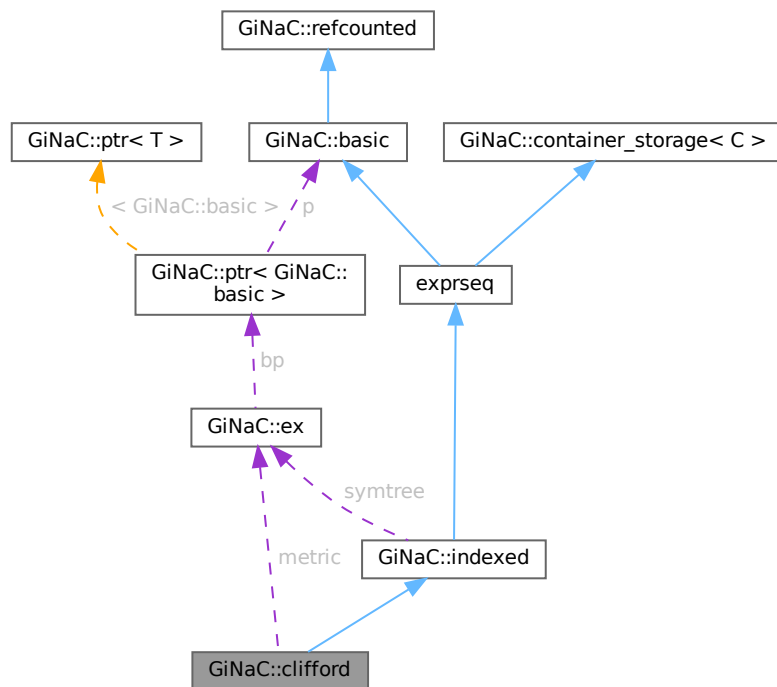 GiNaC::refcounted
GiNaC::ptr< T >
GiNaC::basic
GiNaC::container_storage< C >
< GiNaC::basic >
p
GiNaC::ptr< GiNaC::
basic >
exprseq
bp
GiNaC::ex
symtree
metric
GiNaC::indexed
GiNaC::clifford